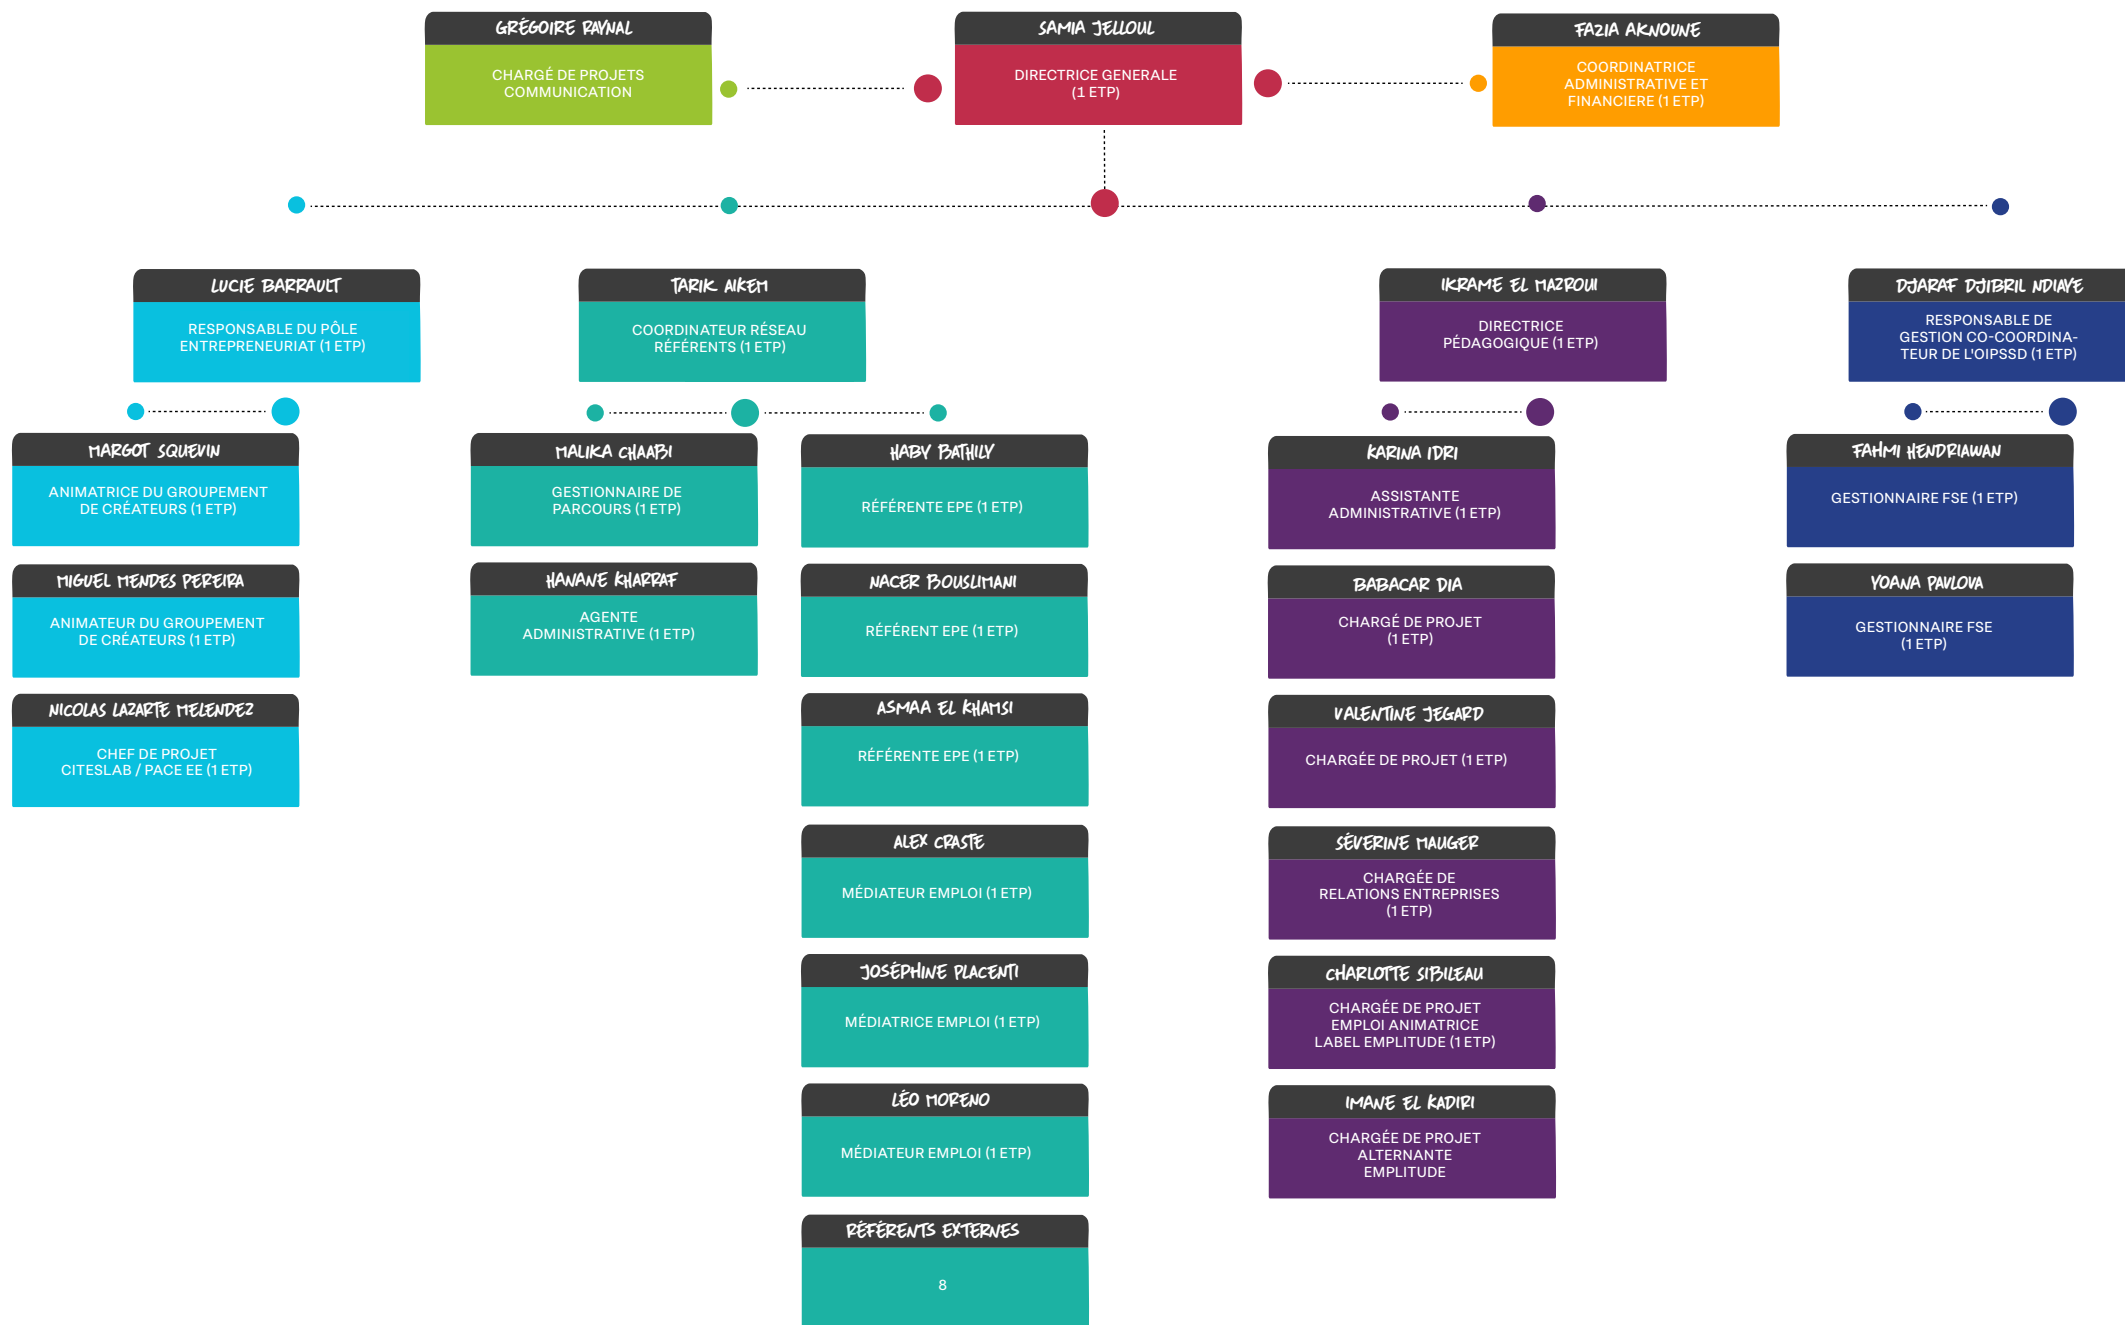 GRÉGOIRE RAYNAL
CHARGÉ DE PROJETS
COMMUNICATION
SAMIA JELLOUL
DIRECTRICE GENERALE
(1 ETP)
FAZIA AKNOUNE
COORDINATRICE
ADMINISTRATIVE ET
FINANCIERE (1 ETP)
LUCIE BARRAULT
RESPONSABLE DU PÔLE
ENTREPRENEURIAT (1 ETP)
TARIK AIKEM
COORDINATEUR RÉSEAU
RÉFÉRENTS (1 ETP)
IKRAME EL MAZROUI
DIRECTRICE
PÉDAGOGIQUE (1 ETP)
DJARAF DJIBRIL NDIAYE
RESPONSABLE DE
GESTION CO-COORDINA-
TEUR DE L'OIPSSD (1 ETP)
MARGOT SQUEVIN
ANIMATRICE DU GROUPEMENT
DE CRÉATEURS (1 ETP)
MIGUEL MENDES PEREIRA
ANIMATEUR DU GROUPEMENT
DE CRÉATEURS (1 ETP)
NICOLAS LAZARTE MELENDEZ
CHEF DE PROJET
CITESLAB / PACE EE (1 ETP)
MALIKA CHAABI
GESTIONNAIRE DE
PARCOURS (1 ETP)
HANANE KHARRAF
AGENTE
ADMINISTRATIVE (1 ETP)
HABY BATHILY
RÉFÉRENTE EPE (1 ETP)
NACER BOUSLIMANI
RÉFÉRENT EPE (1 ETP)
ASMAA EL KHAMSI
RÉFÉRENTE EPE (1 ETP)
ALEX CRASTE
MÉDIATEUR EMPLOI (1 ETP)
JOSÉPHINE PLACENTI
MÉDIATRICE EMPLOI (1 ETP)
LÉO MORENO
MÉDIATEUR EMPLOI (1 ETP)
RÉFÉRENTS EXTERNES
8
KARINA IDRI
ASSISTANTE
ADMINISTRATIVE (1 ETP)
BABACAR DIA
CHARGÉ DE PROJET
(1 ETP)
VALENTINE JEGARD
CHARGÉE DE PROJET (1 ETP)
SÉVERINE MAUGER
CHARGÉE DE
RELATIONS ENTREPRISES
(1 ETP)
CHARLOTTE SIBILEAU
CHARGÉE DE PROJET
EMPLOI ANIMATRICE
LABEL EMPLITUDE (1 ETP)
IMANE EL KADIRI
CHARGÉE DE PROJET
ALTERNANTE
EMPLITUDE
FAHMI HENDRIAWAN
GESTIONNAIRE FSE (1 ETP)
YOANA PAVLOVA
GESTIONNAIRE FSE
(1 ETP)